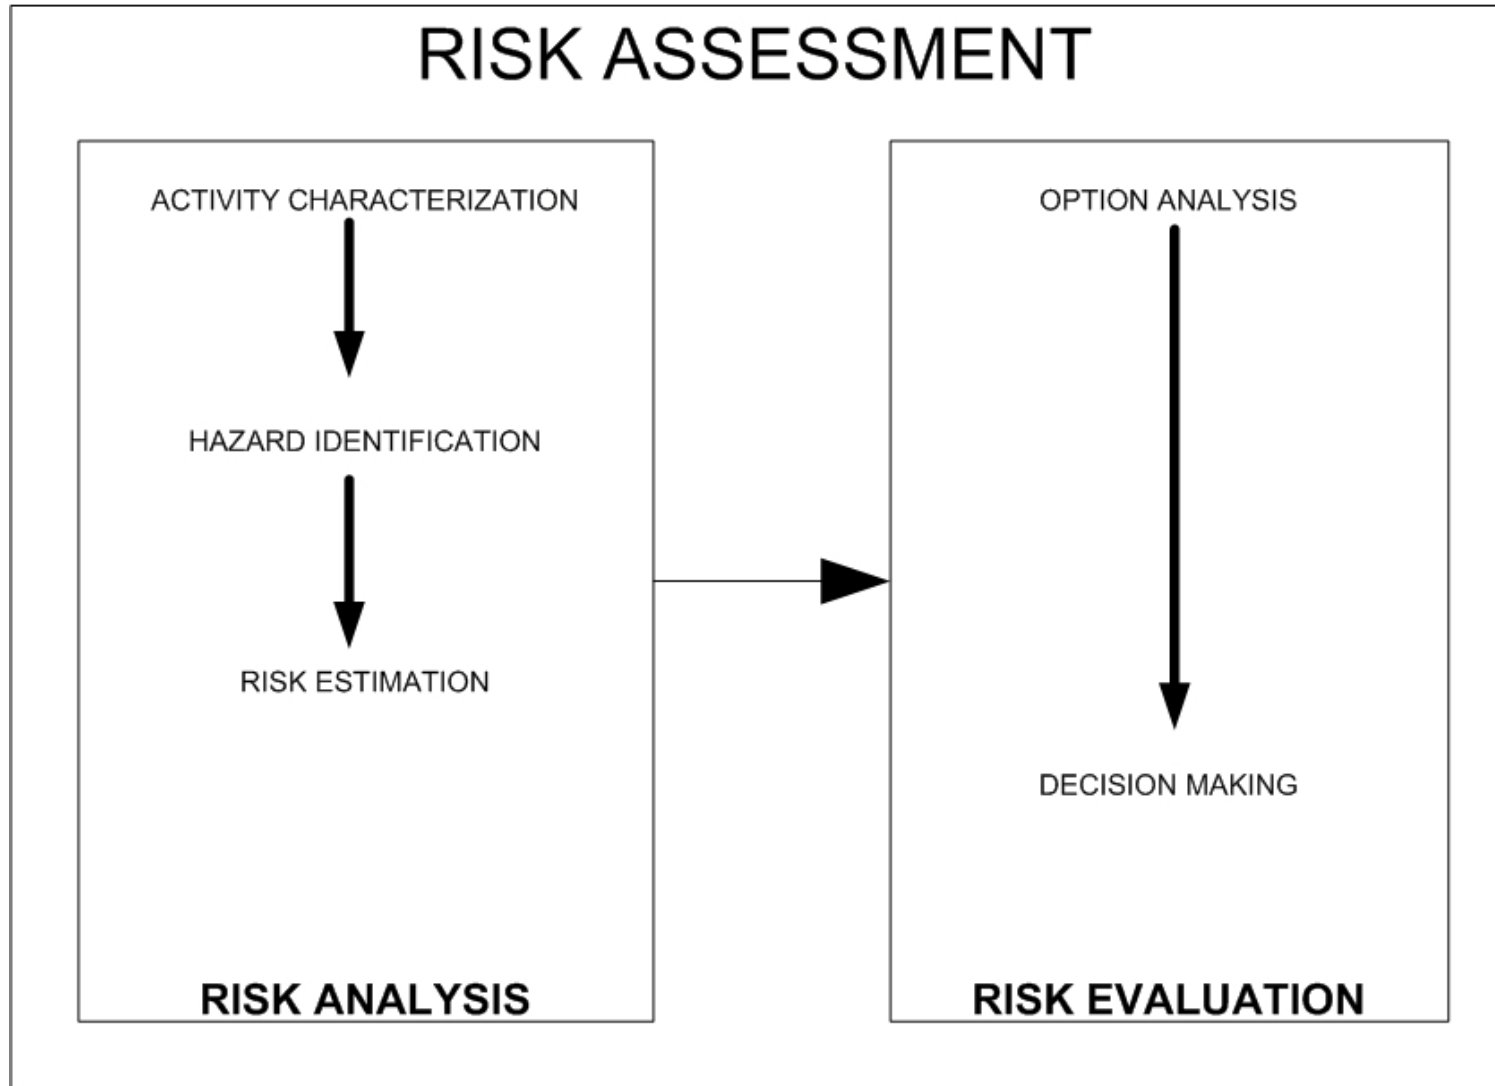 RISK ASSESSMENT
ACTIVITY CHARACTERIZATION
HAZARD IDENTIFICATION
RISK ESTIMATION
RISK ANALYSIS
OPTION ANALYSIS
DECISION MAKING
RISK EVALUATION